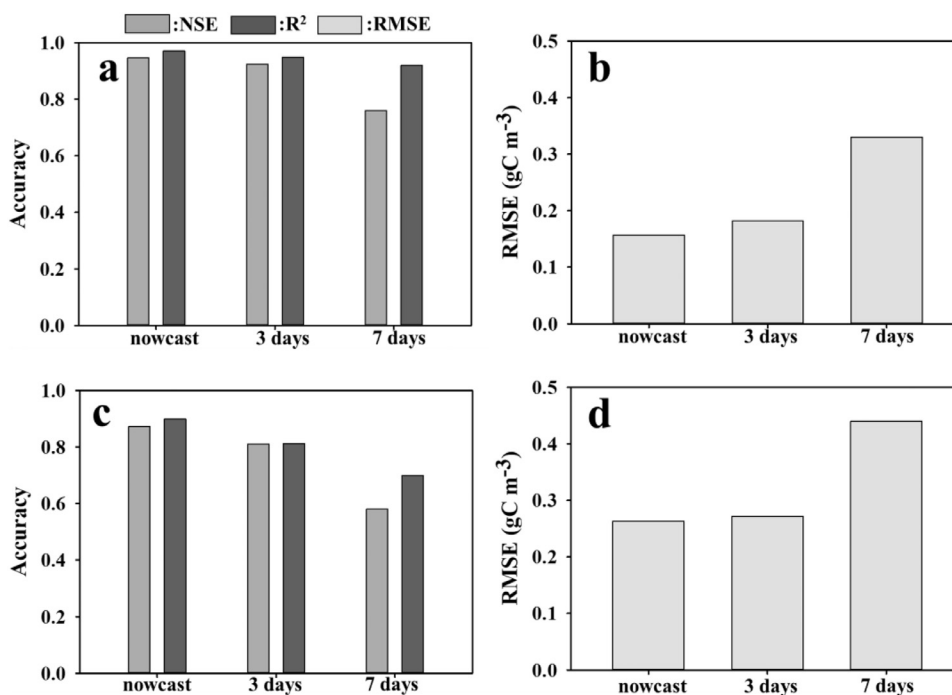 :NSE :R² :RMSE
a
Accuracy
1.0
0.8
0.6
0.4
0.2
0.0
nowcast 3 days 7 days
b
RMSE (gC m⁻³)
0.5
0.4
0.3
0.2
0.1
0.0
nowcast 3 days 7 days
c
Accuracy
1.0
0.8
0.6
0.4
0.2
0.0
nowcast 3 days 7 days
d
RMSE (gC m⁻³)
0.5
0.4
0.3
0.2
0.1
0.0
nowcast 3 days 7 days